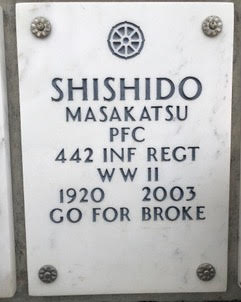 SHISHIDO
MASAKATSU
PFC
442 INF REGT
WW II
1920 2003
GO FOR BROKE